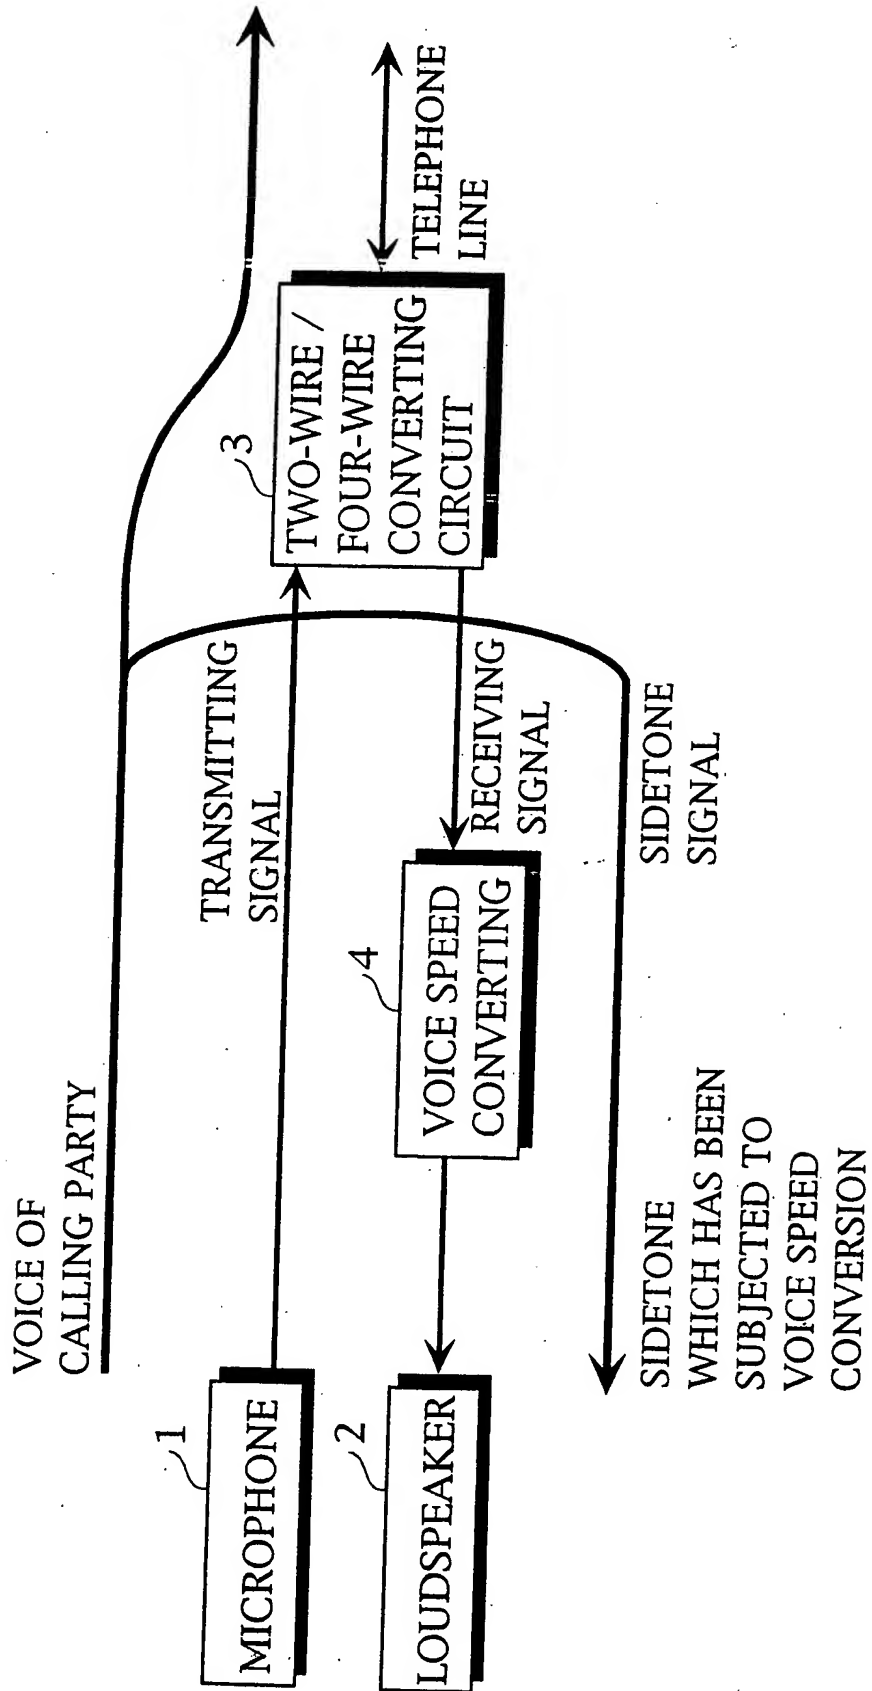 VOICE OF
CALLING PARTY
1
MICROPHONE
TRANSMITTING
SIGNAL
3
TWO-WIRE /
FOUR-WIRE
CONVERTING
CIRCUIT
TELEPHONE
LINE
2
LOUDSPEAKER
4
VOICE SPEED
CONVERTING
RECEIVING
SIGNAL
SIDETONE
WHICH HAS BEEN
SUBJECTED TO
VOICE SPEED
CONVERSION
SIDETONE
SIGNAL